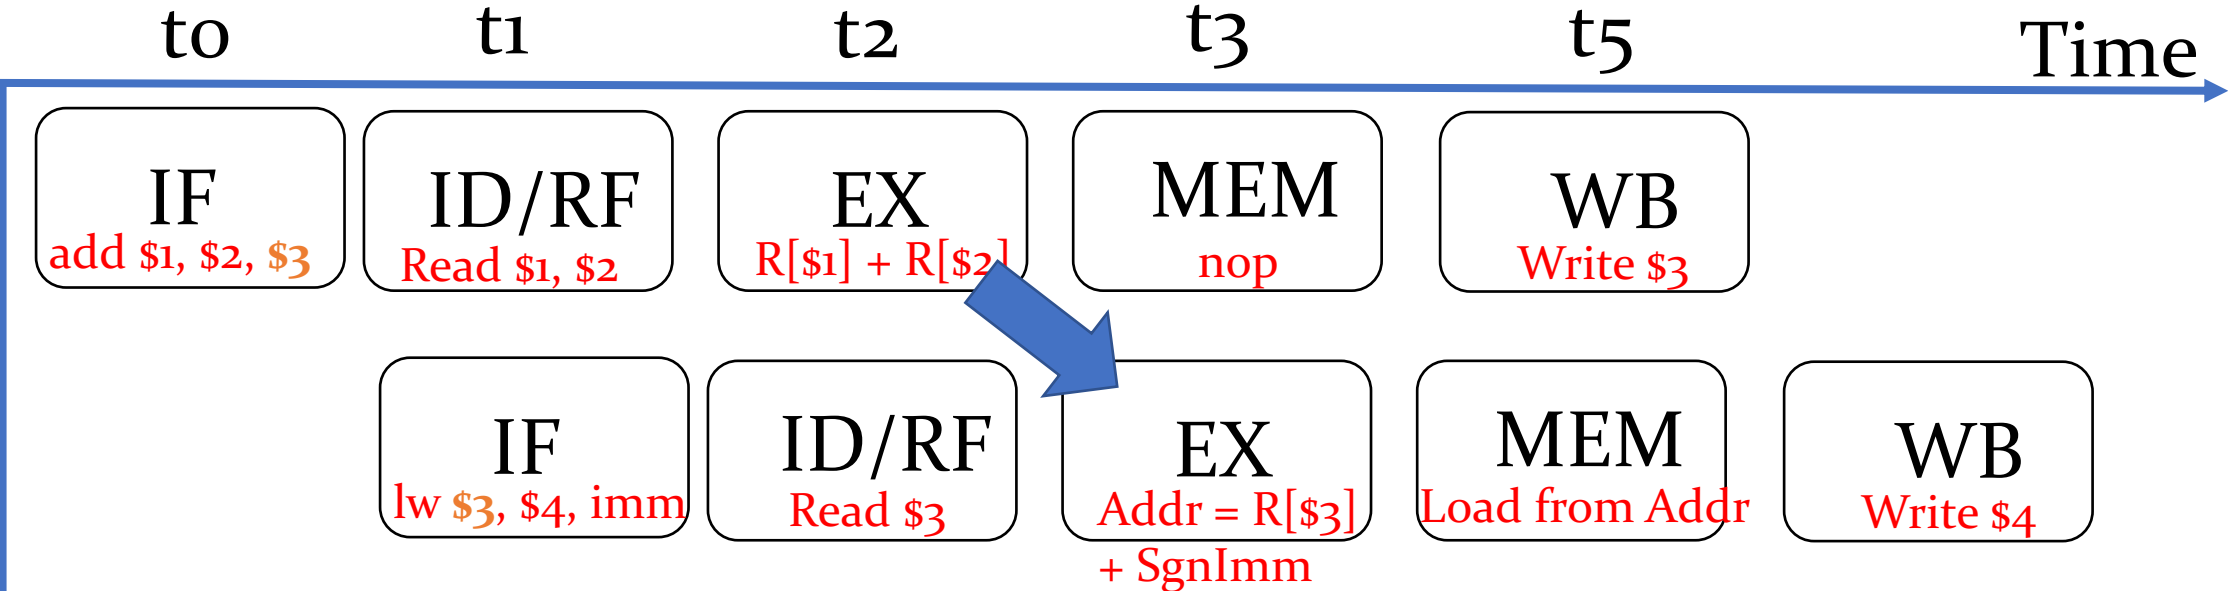 t0 t1 t2 t3 t5 Time
IF ID/RF EX MEM WB
add $1, $2, $3 Read $1, $2 R[$1] + R[$2] nop Write $3
IF ID/RF EX MEM WB
lw $3, $4, imm Read $3 Addr = R[$3] Load from Addr Write $4
+ SgnImm